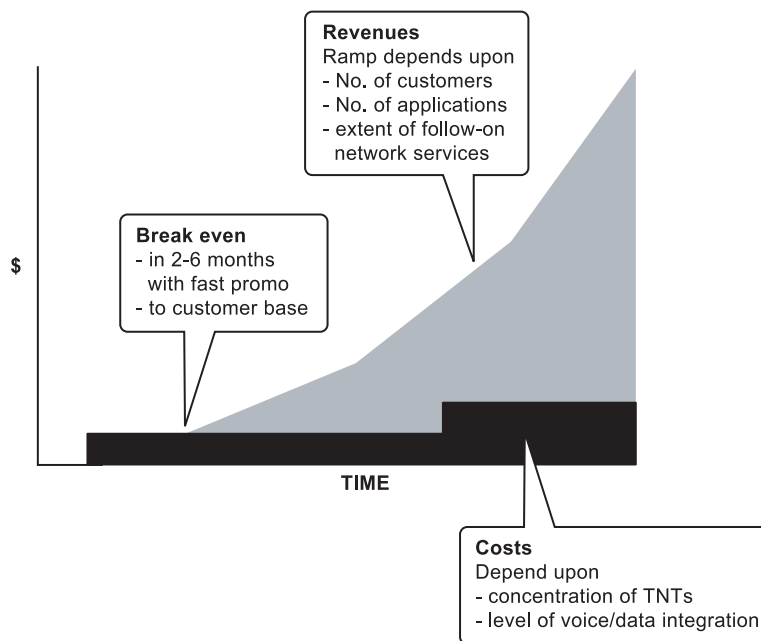 Revenues
Ramp depends upon
- No. of customers
- No. of applications
- extent of follow-on
network services
Break even
- in 2-6 months
with fast promo
- to customer base
$
TIME
Costs
Depend upon
- concentration of TNTs
- level of voice/data integration